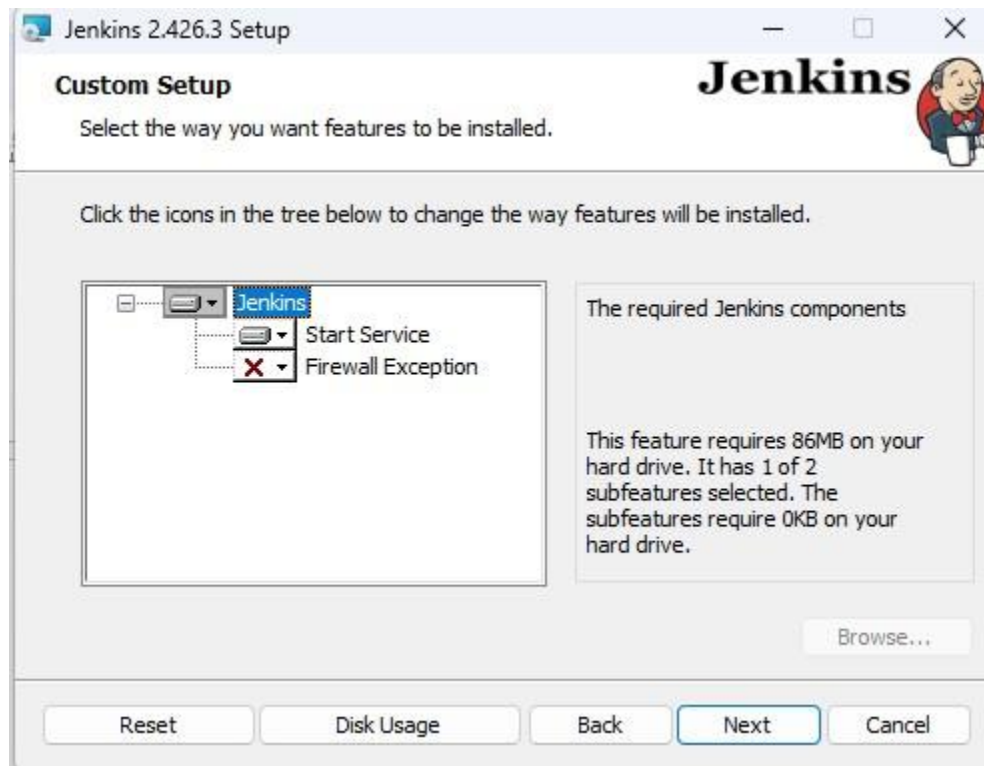 Jenkins 2.426.3 Setup
Custom Setup
Jenkins
Select the way you want features to be installed.
Click the icons in the tree below to change the way features will be installed.
Jenkins
Start Service
Firewall Exception
The required Jenkins components
This feature requires 86MB on your
hard drive. It has 1 of 2
subfeatures selected. The
subfeatures require 0KB on your
hard drive.
Browse...
Reset
Disk Usage
Back
Next
Cancel